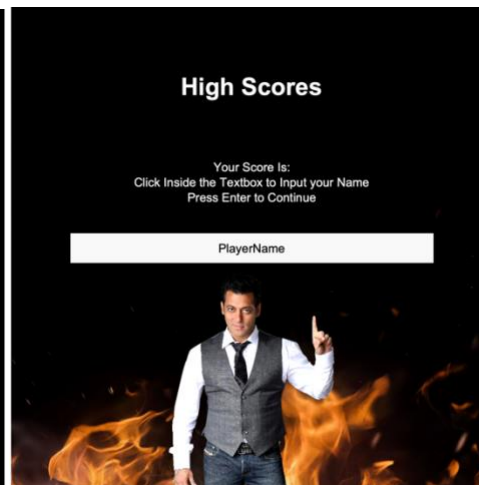 High Scores
Your Score Is:
Click Inside the Textbox to Input your Name
Press Enter to Continue
PlayerName